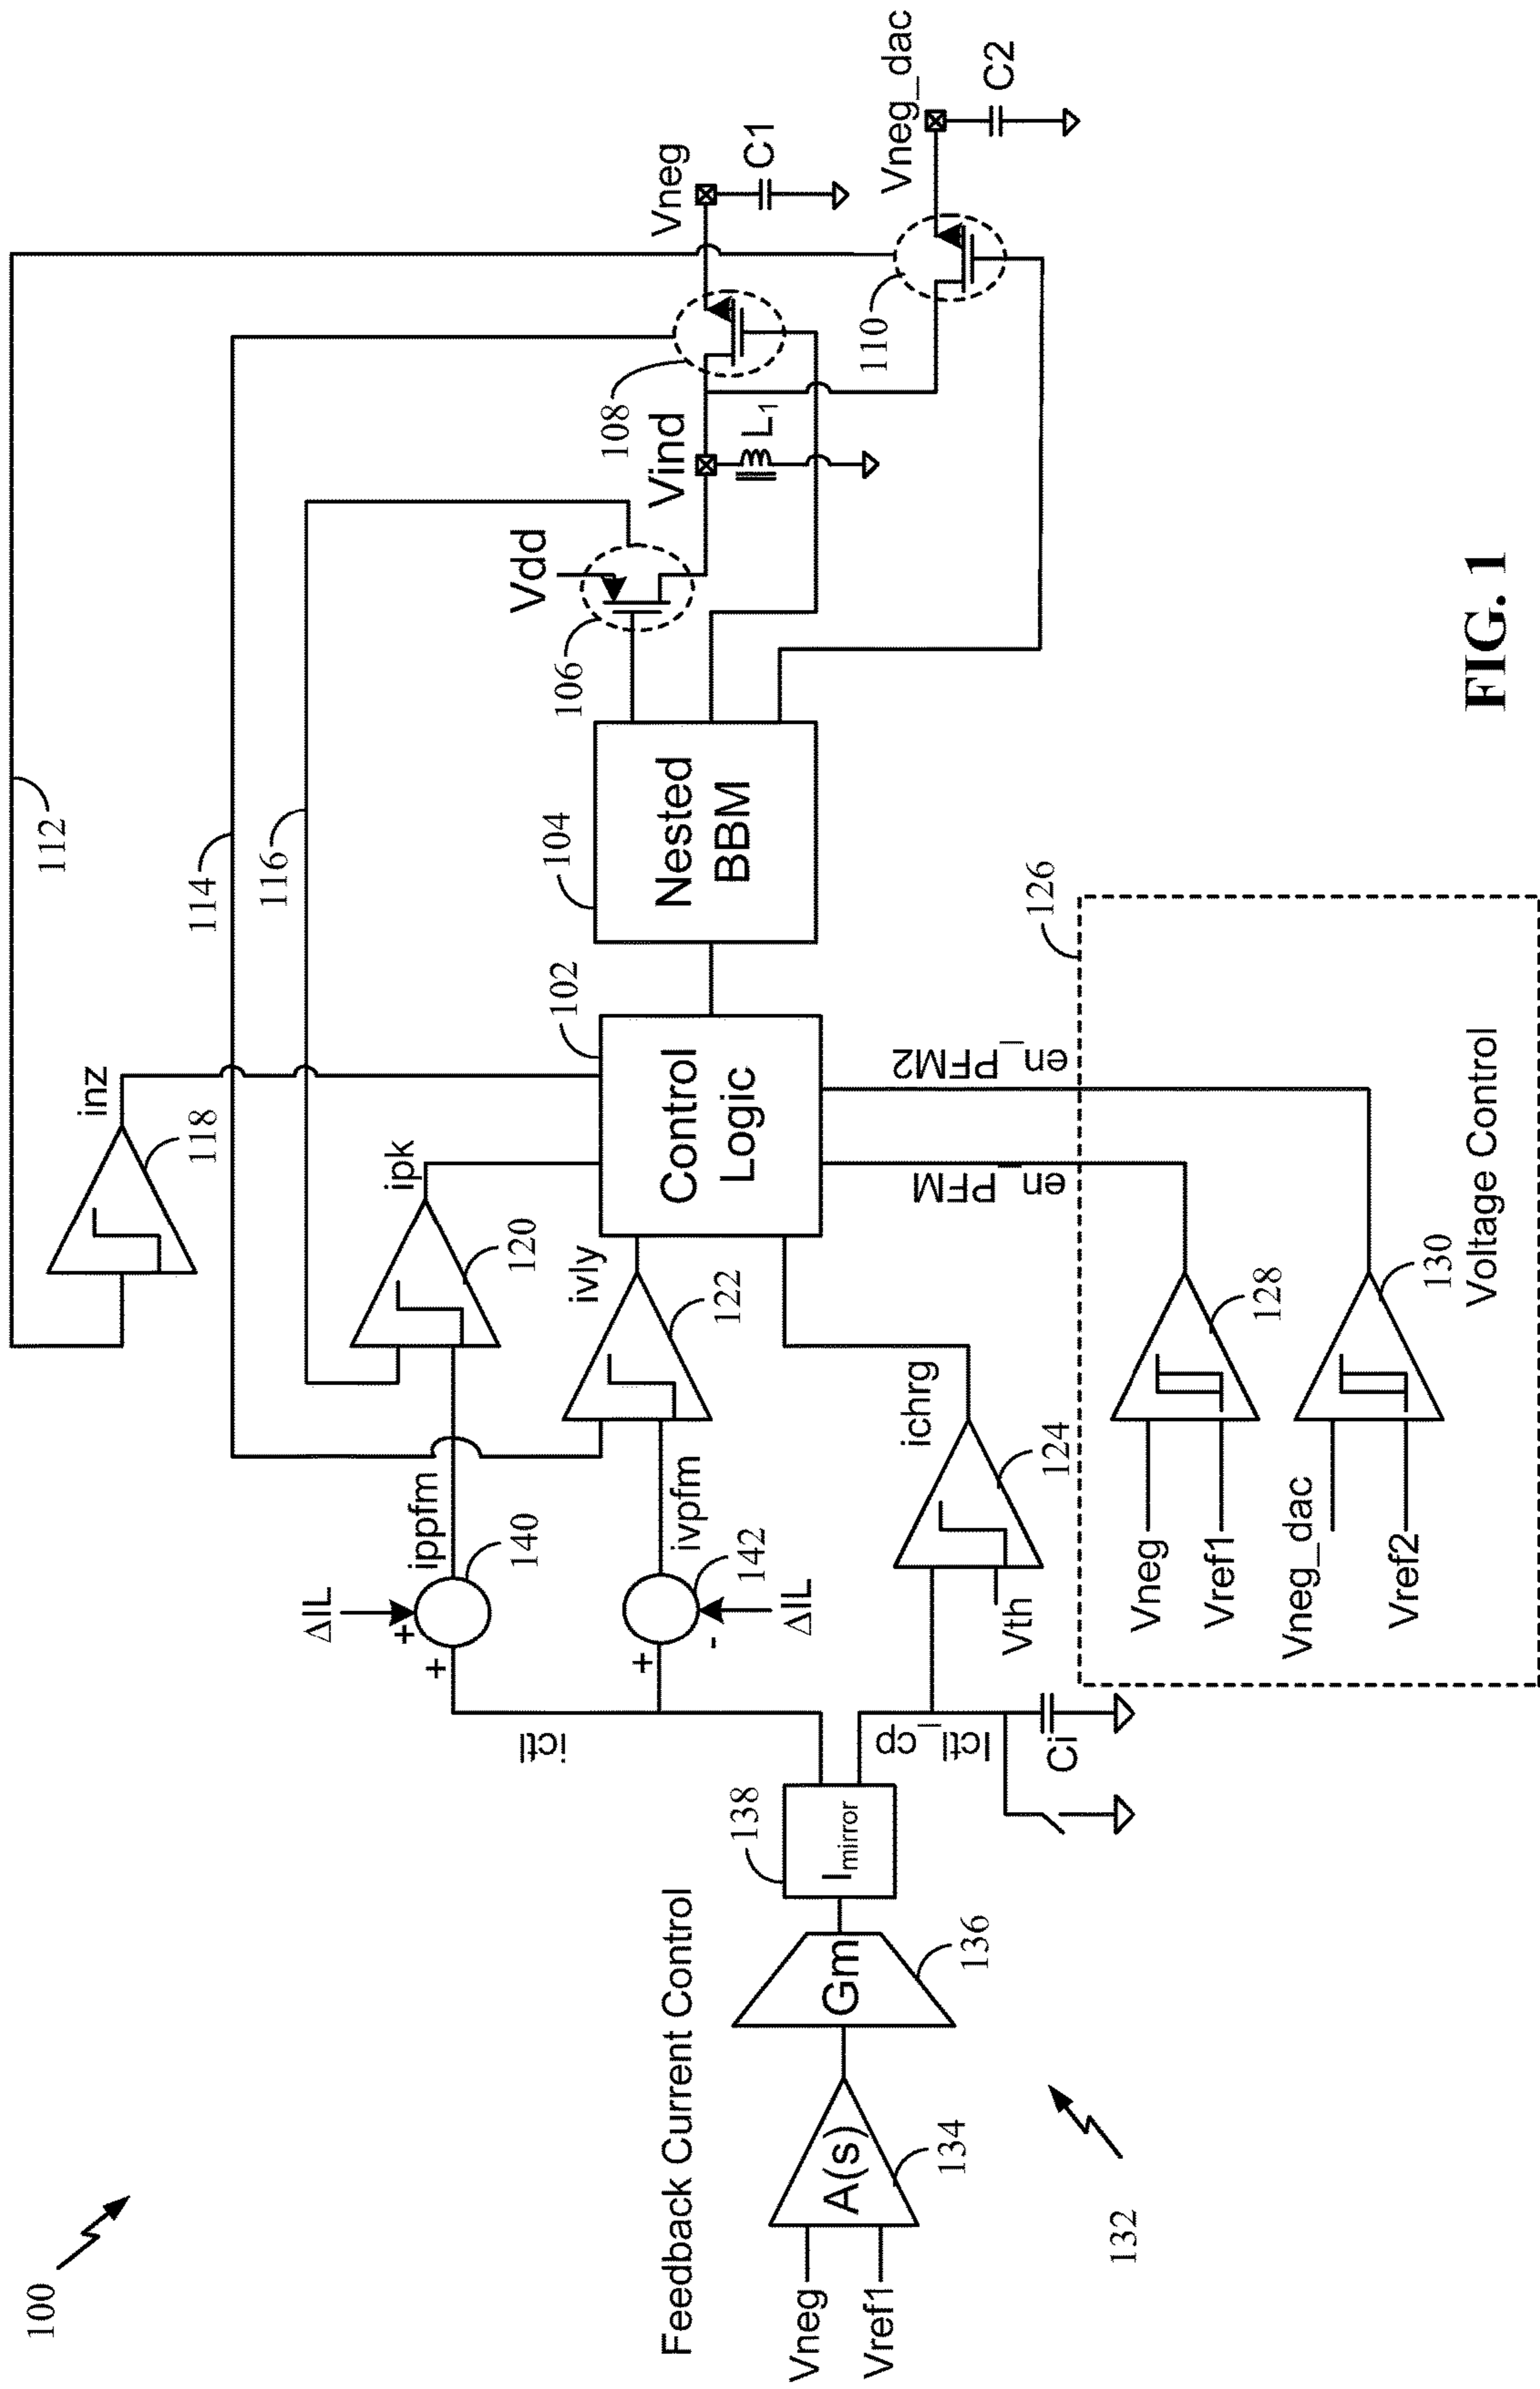 100
112
114
116
inz
118
ipk
120
ivly
122
ΔIL
+
+
ippfm
140
ictl
+
-
ivpfm
142
ΔIL
Feedback Current Control
Vneg
Vref1
A(s)
134
Gm
136
138
Imirror
Ictl_cp
Ci
Vth
ichrg
124
132
102
Control
Logic
104
Nested
BBM
106
Vdd
Vind
L1
108
Vneg
C1
110
Vneg_dac
C2
en_PFM
en_PFM2
126
Vneg
Vref1
128
Vneg_dac
Vref2
130
Voltage Control
FIG. 1